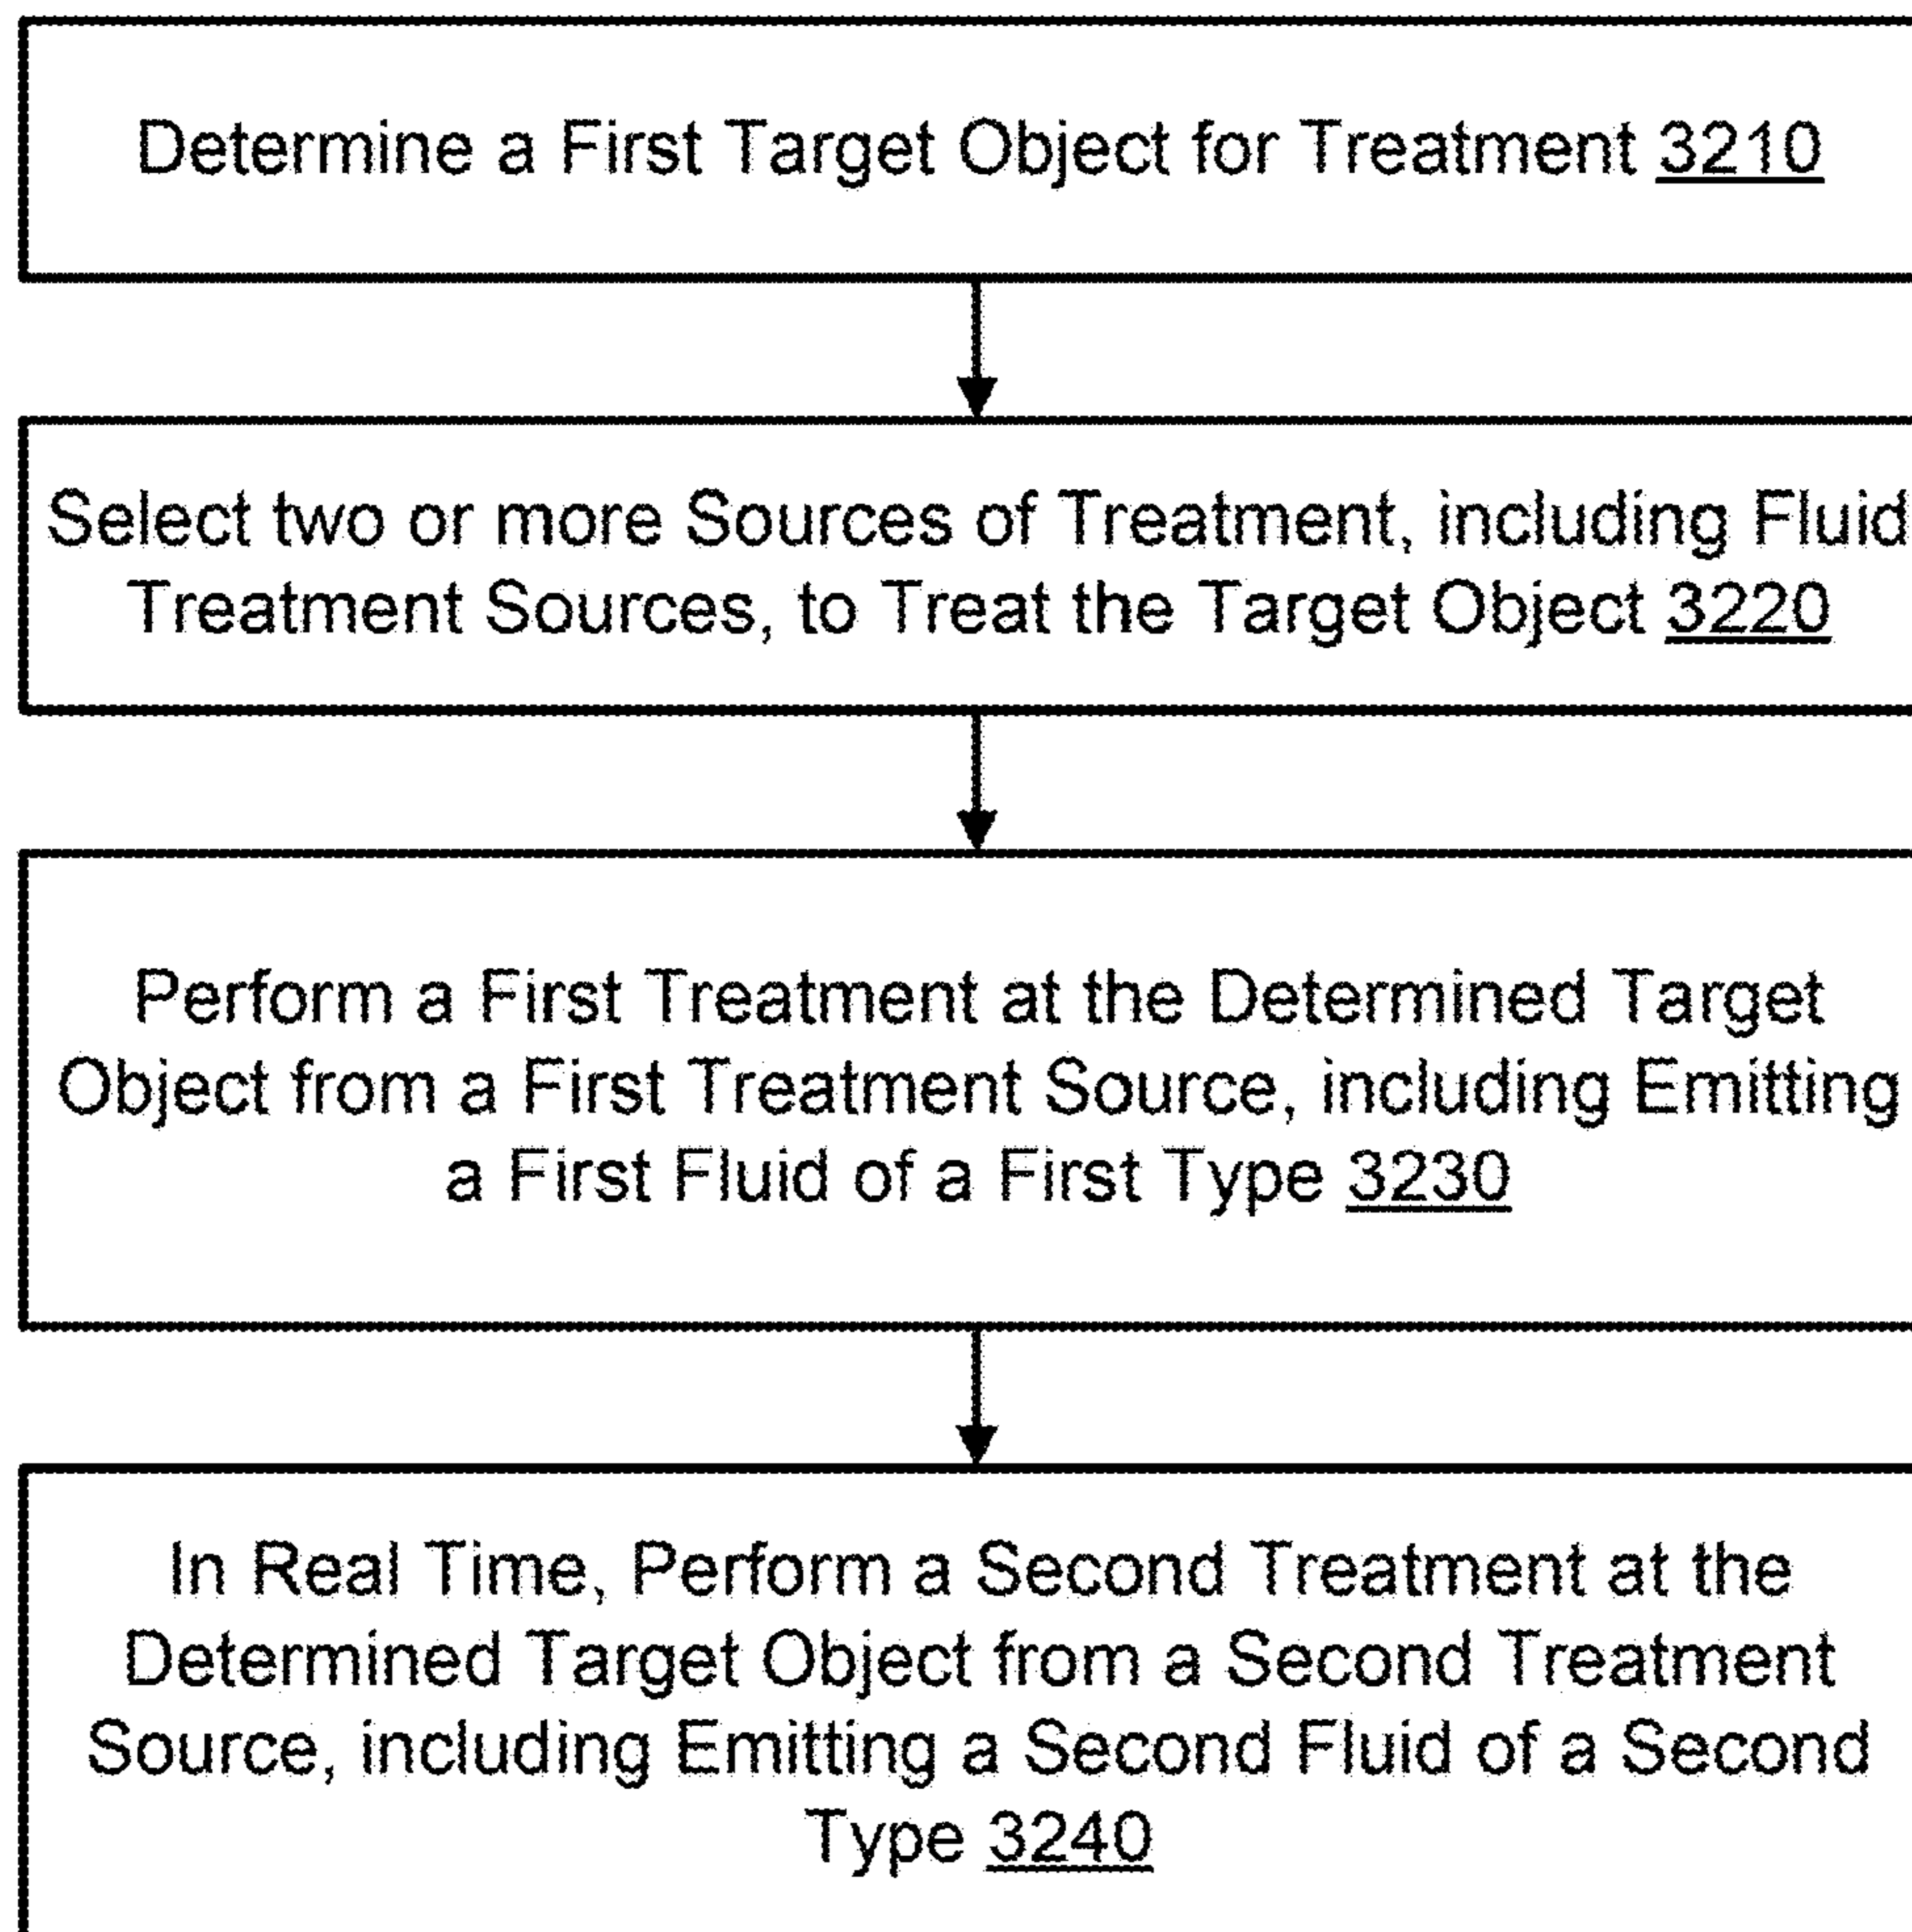 Determine a First Target Object for Treatment 3210
Select two or more Sources of Treatment, including Fluid
Treatment Sources, to Treat the Target Object 3220
Perform a First Treatment at the Determined Target
Object from a First Treatment Source, including Emitting
a First Fluid of a First Type 3230
In Real Time, Perform a Second Treatment at the
Determined Target Object from a Second Treatment
Source, including Emitting a Second Fluid of a Second
Type 3240